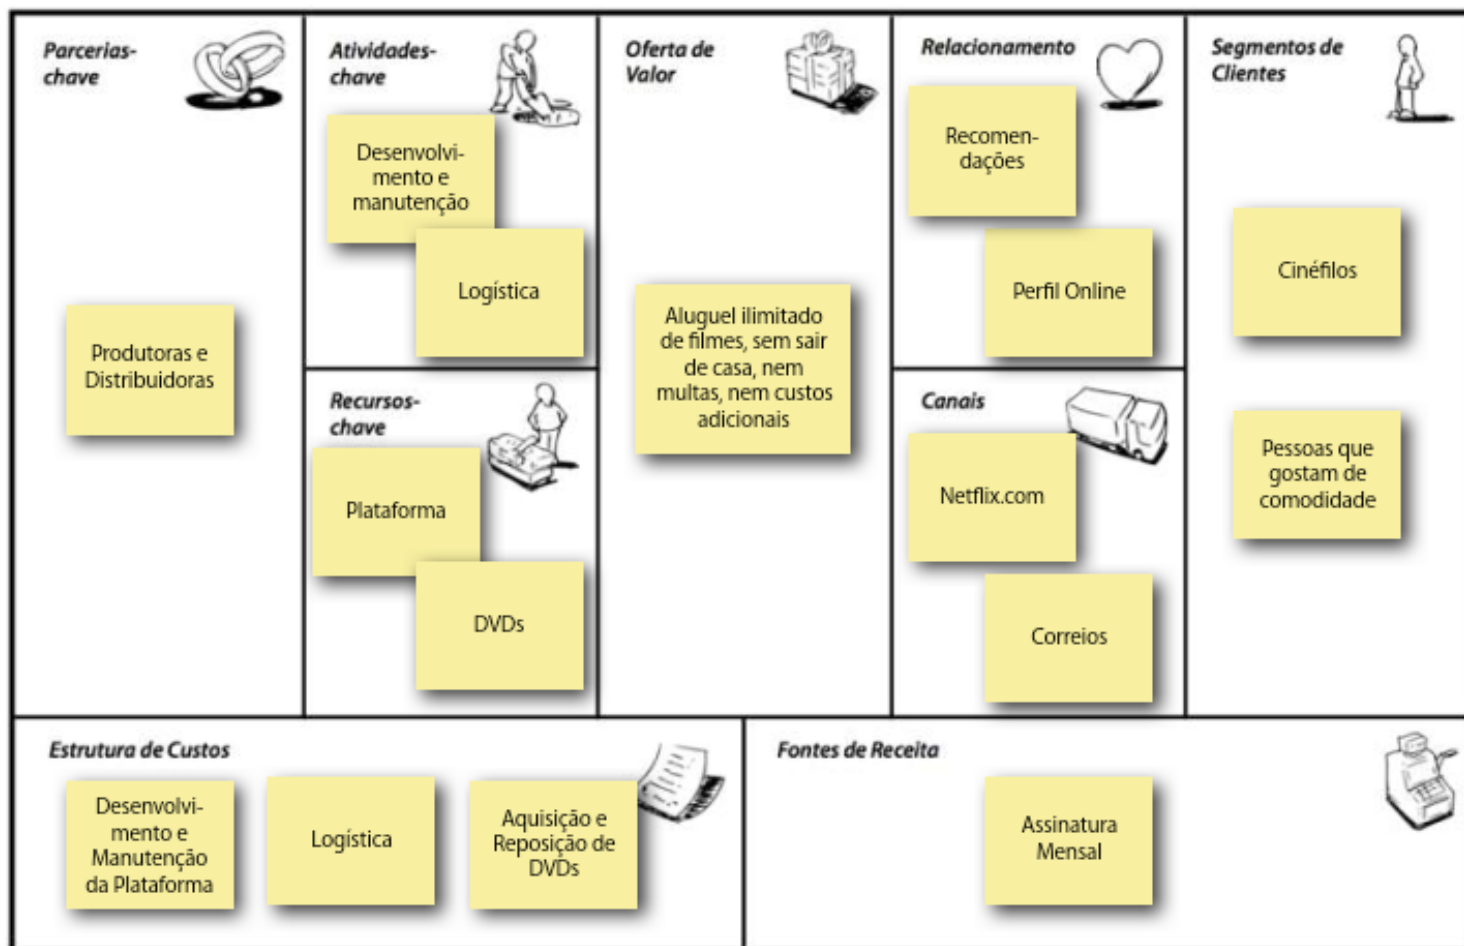 Parcerias-
chave
Produtoras e
Distribuidoras
Atividades-
chave
Desenvolvi-
mento e
manutenção
Logística
Recursos-
chave
Plataforma
DVDs
Oferta de
Valor
Aluguel ilimitado
de filmes, sem sair
de casa, nem
multas, nem custos
adicionais
Relacionamento
Recomen-
dações
Perfil Online
Canais
Netflix.com
Correios
Segmentos de
Clientes
Cinéfilos
Pessoas que
gostam de
comodidade
Estrutura de Custos
Desenvolvi-
mento e
Manutenção
da Plataforma
Logística
Aquisição e
Reposição de
DVDs
Fontes de Receita
Assinatura
Mensal